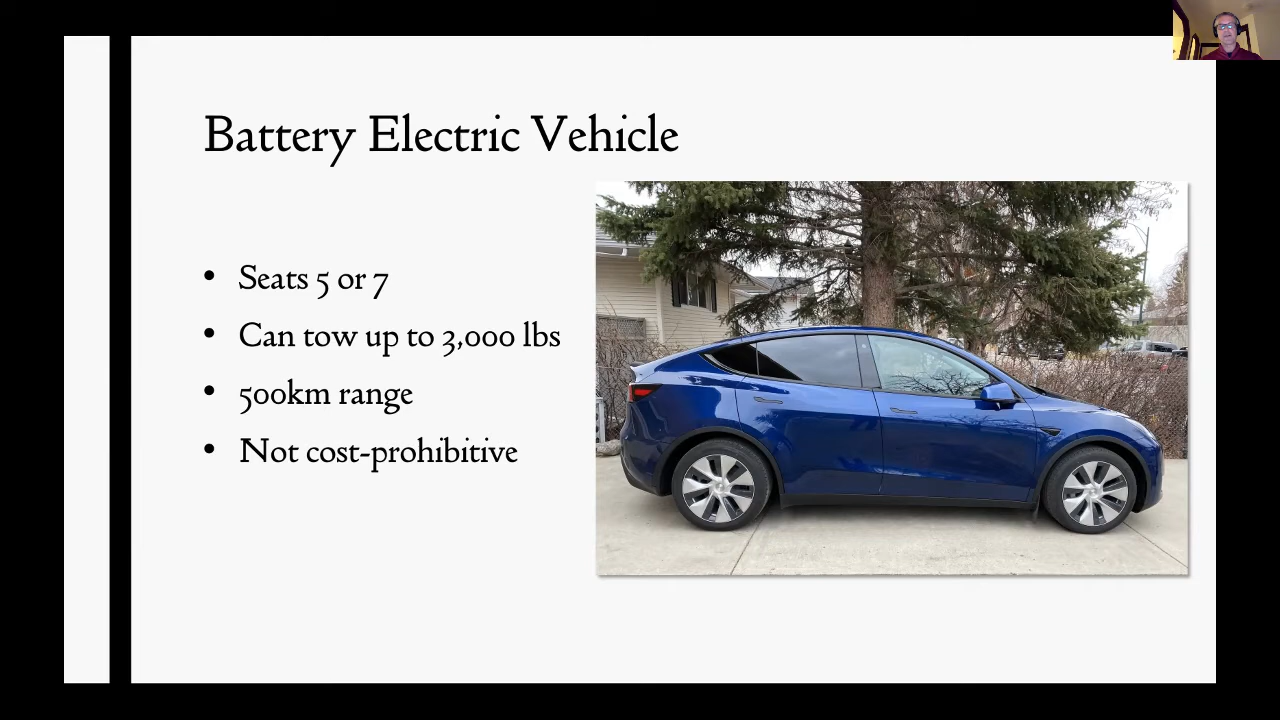 Battery Electric Vehicle
• Seats 5 or 7
• Can tow up to 3,000 lbs
• 500km range
• Not cost-prohibitive